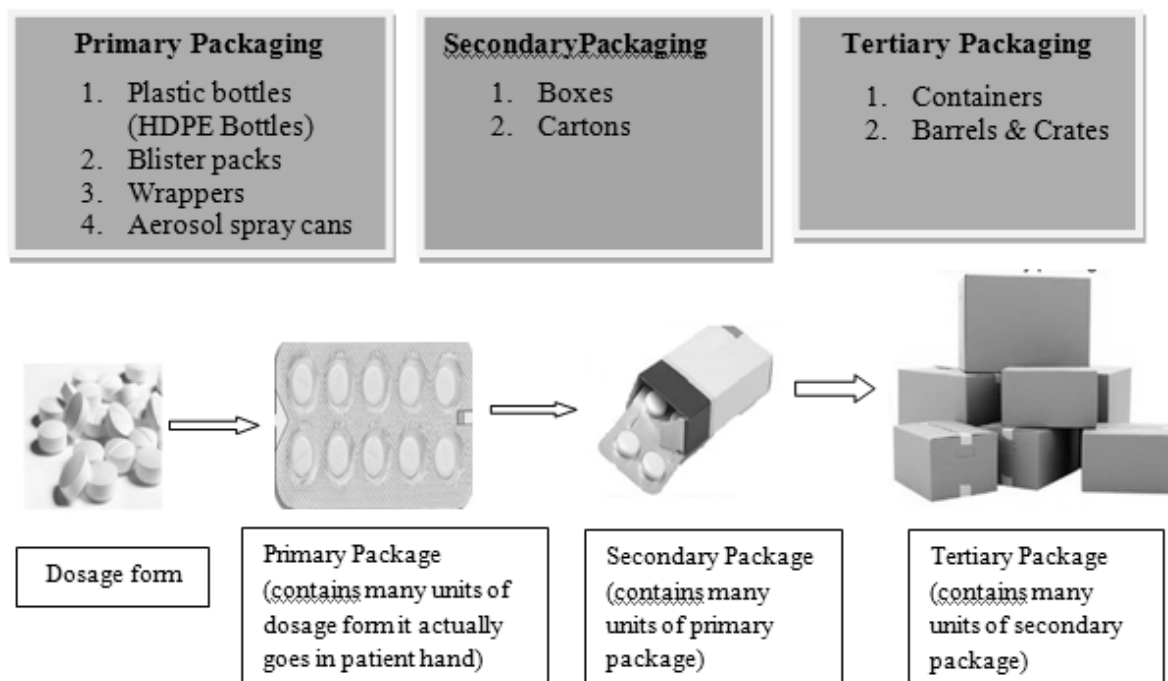 Primary Packaging
1. Plastic bottles
(HDPE Bottles)
2. Blister packs
3. Wrappers
4. Aerosol spray cans
SecondaryPackaging
1. Boxes
2. Cartons
Tertiary Packaging
1. Containers
2. Barrels & Crates
Dosage form
Primary Package
(contains many units of
dosage form it actually
goes in patient hand)
Secondary Package
(contains many
units of primary
package)
Tertiary Package
(contains many
units of secondary
package)